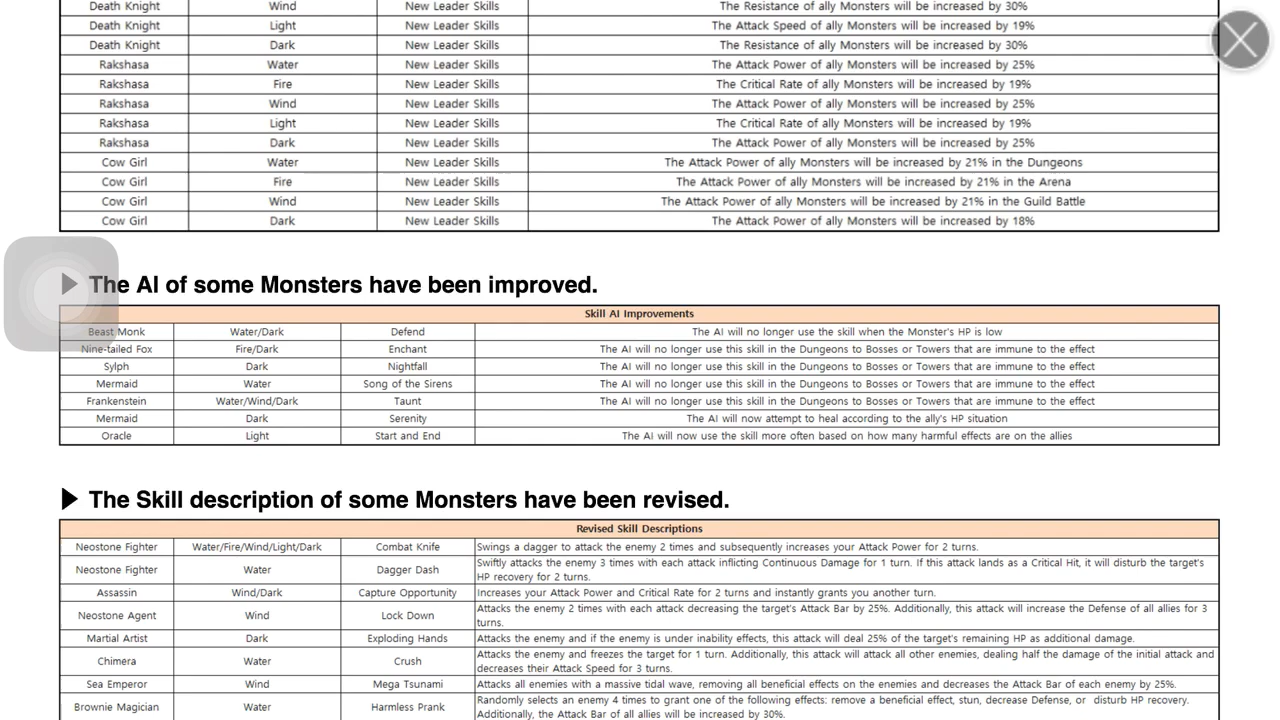 Death Knight Wind New Leader Skills The Resistance of ally Monsters will be increased by 30%
Death Knight Light New Leader Skills The Attack Speed of ally Monsters will be increased by 19%
Death Knight Dark New Leader Skills The Resistance of ally Monsters will be increased by 30%
Rakshasa Water New Leader Skills The Attack Power of ally Monsters will be increased by 25%
Rakshasa Fire New Leader Skills The Critical Rate of ally Monsters will be increased by 19%
Rakshasa Wind New Leader Skills The Attack Power of ally Monsters will be increased by 25%
Rakshasa Light New Leader Skills The Critical Rate of ally Monsters will be increased by 19%
Rakshasa Dark New Leader Skills The Attack Power of ally Monsters will be increased by 25%
Cow Girl Water New Leader Skills The Attack Power of ally Monsters will be increased by 21% in the Dungeons
Cow Girl Fire New Leader Skills The Attack Power of ally Monsters will be increased by 21% in the Arena
Cow Girl Wind New Leader Skills The Attack Power of ally Monsters will be increased by 21% in the Guild Battle
Cow Girl Dark New Leader Skills The Attack Power of ally Monsters will be increased by 18%
The AI of some Monsters have been improved.
Skill AI Improvements
Beast Monk Water/Dark Defend The AI will no longer use the skill when the Monster's HP is low
Nine-tailed Fox Fire/Dark Enchant The AI will no longer use this skill in the Dungeons to Bosses or Towers that are immune to the effect
Sylph Dark Nightfall The AI will no longer use this skill in the Dungeons to Bosses or Towers that are immune to the effect
Mermaid Water Song of the Sirens The AI will no longer use this skill in the Dungeons to Bosses or Towers that are immune to the effect
Frankenstein Water/Wind/Dark Taunt The AI will no longer use this skill in the Dungeons to Bosses or Towers that are immune to the effect
Mermaid Dark Serenity The AI will now attempt to heal according to the ally's HP situation
Oracle Light Start and End The AI will now use the skill more often based on how many harmful effects are on the allies
The Skill description of some Monsters have been revised.
Revised Skill Descriptions
Neostone Fighter Water/Fire/Wind/Light/Dark Combat Knife Swings a dagger to attack the enemy 2 times and subsequently increases your Attack Power for 2 turns.
Neostone Fighter Water Dagger Dash Swiftly attacks the enemy 3 times with each attack inflicting Continuous Damage for 1 turn. If this attack lands as a Critical Hit, it will disturb the target's
HP recovery for 2 turns.
Assassin Wind/Dark Capture Opportunity Increases your Attack Power and Critical Rate for 2 turns and instantly grants you another turn.
Neostone Agent Wind Lock Down Attacks the enemy 2 times with each attack decreasing the target's Attack Bar by 25%. Additionally, this attack will increase the Defense of all allies for 3
turns.
Martial Artist Dark Exploding Hands Attacks the enemy and if the enemy is under inability effects, this attack will deal 25% of the target's remaining HP as additional damage.
Chimera Water Crush Attacks the enemy and freezes the target for 1 turn. Additionally, this attack will attack all other enemies, dealing half the damage of the initial attack and
decreases their Attack Speed for 3 turns.
Sea Emperor Wind Mega Tsunami Attacks all enemies with a massive tidal wave, removing all beneficial effects on the enemies and decreases the Attack Bar of each enemy by 25%.
Brownie Magician Water Harmless Prank Randomly selects an enemy 4 times to grant one of the following effects: remove a beneficial effect, stun, decrease Defense, or disturb HP recovery.
Additionally, the Attack Bar of all allies will be increased by 30%.